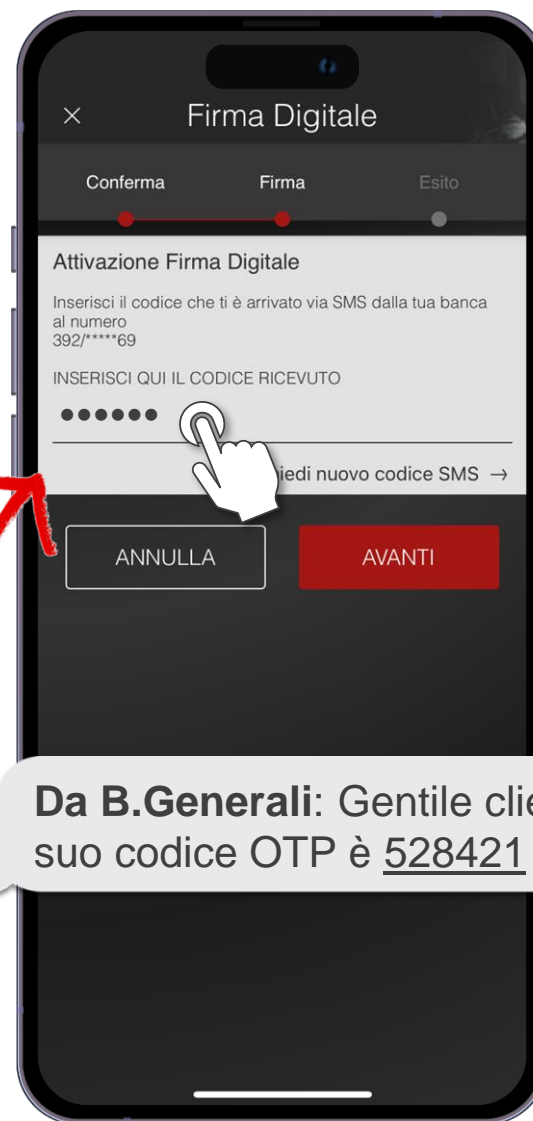 Firma Digitale
Conferma Firma Esito
Attivazione Firma Digitale
Inserisci il codice che ti è arrivato via SMS dalla tua banca
al numero
392/*****69
INSERISCI QUI IL CODICE RICEVUTO
nuovo codice SMS →
ANNULLA AVANTI
Da B.Generali: Gentile
suo codice OTP è 528421